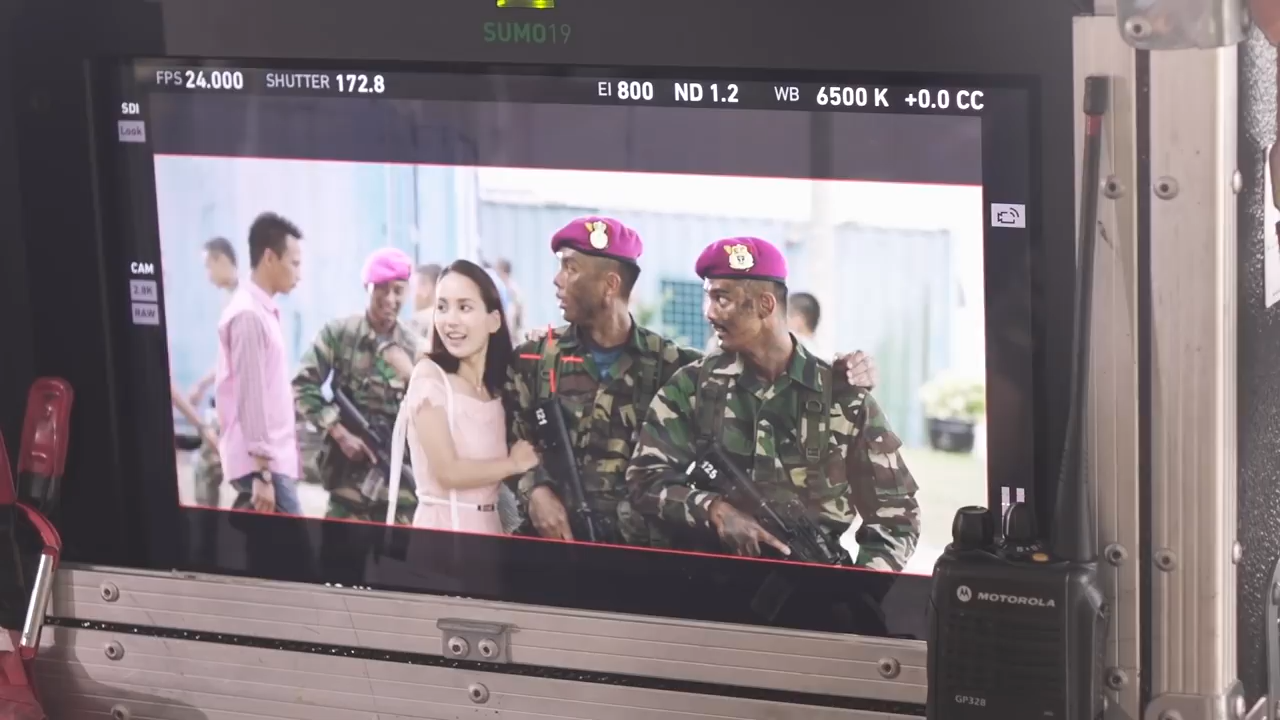 SUMO19
FPS 24.000 SHUTTER 172.8 EI 800 ND 1.2 WB 6500 K +0.0 CC
SDI
Look
CAM
2.8K
RAW
121
125
MOTOROLA
GP328